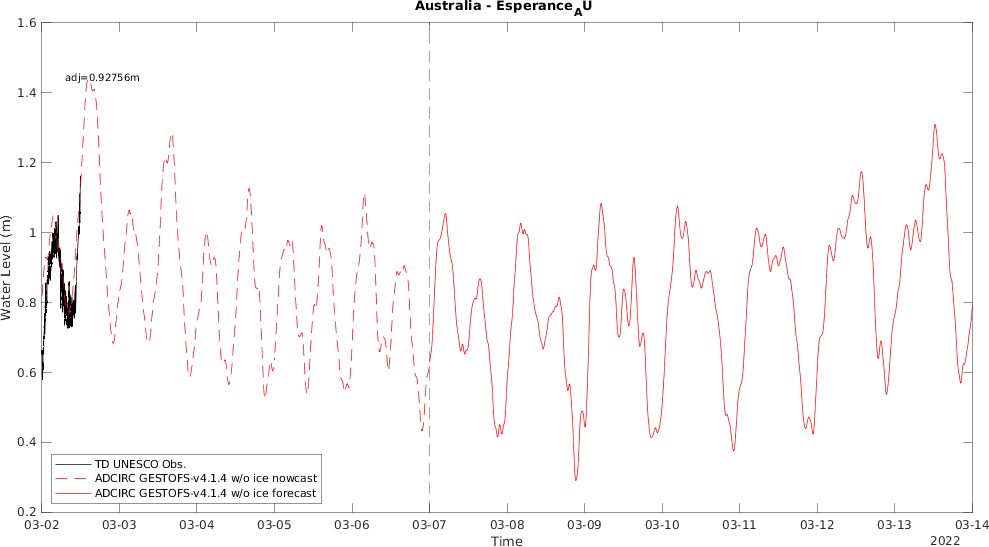 Australia - Esperance_AU
1.6
1.4
1.2
1
0.8
0.6
0.4
0.2
Water Level (m)
adj=0.92756m
TD UNESCO Obs.
ADCIRC GESTOFS-v4.1.4 w/o ice nowcast
ADCIRC GESTOFS-v4.1.4 w/o ice forecast
03-02 03-03 03-04 03-05 03-06 03-07 03-08 03-09 03-10 03-11 03-12 03-13 03-14
Time
2022